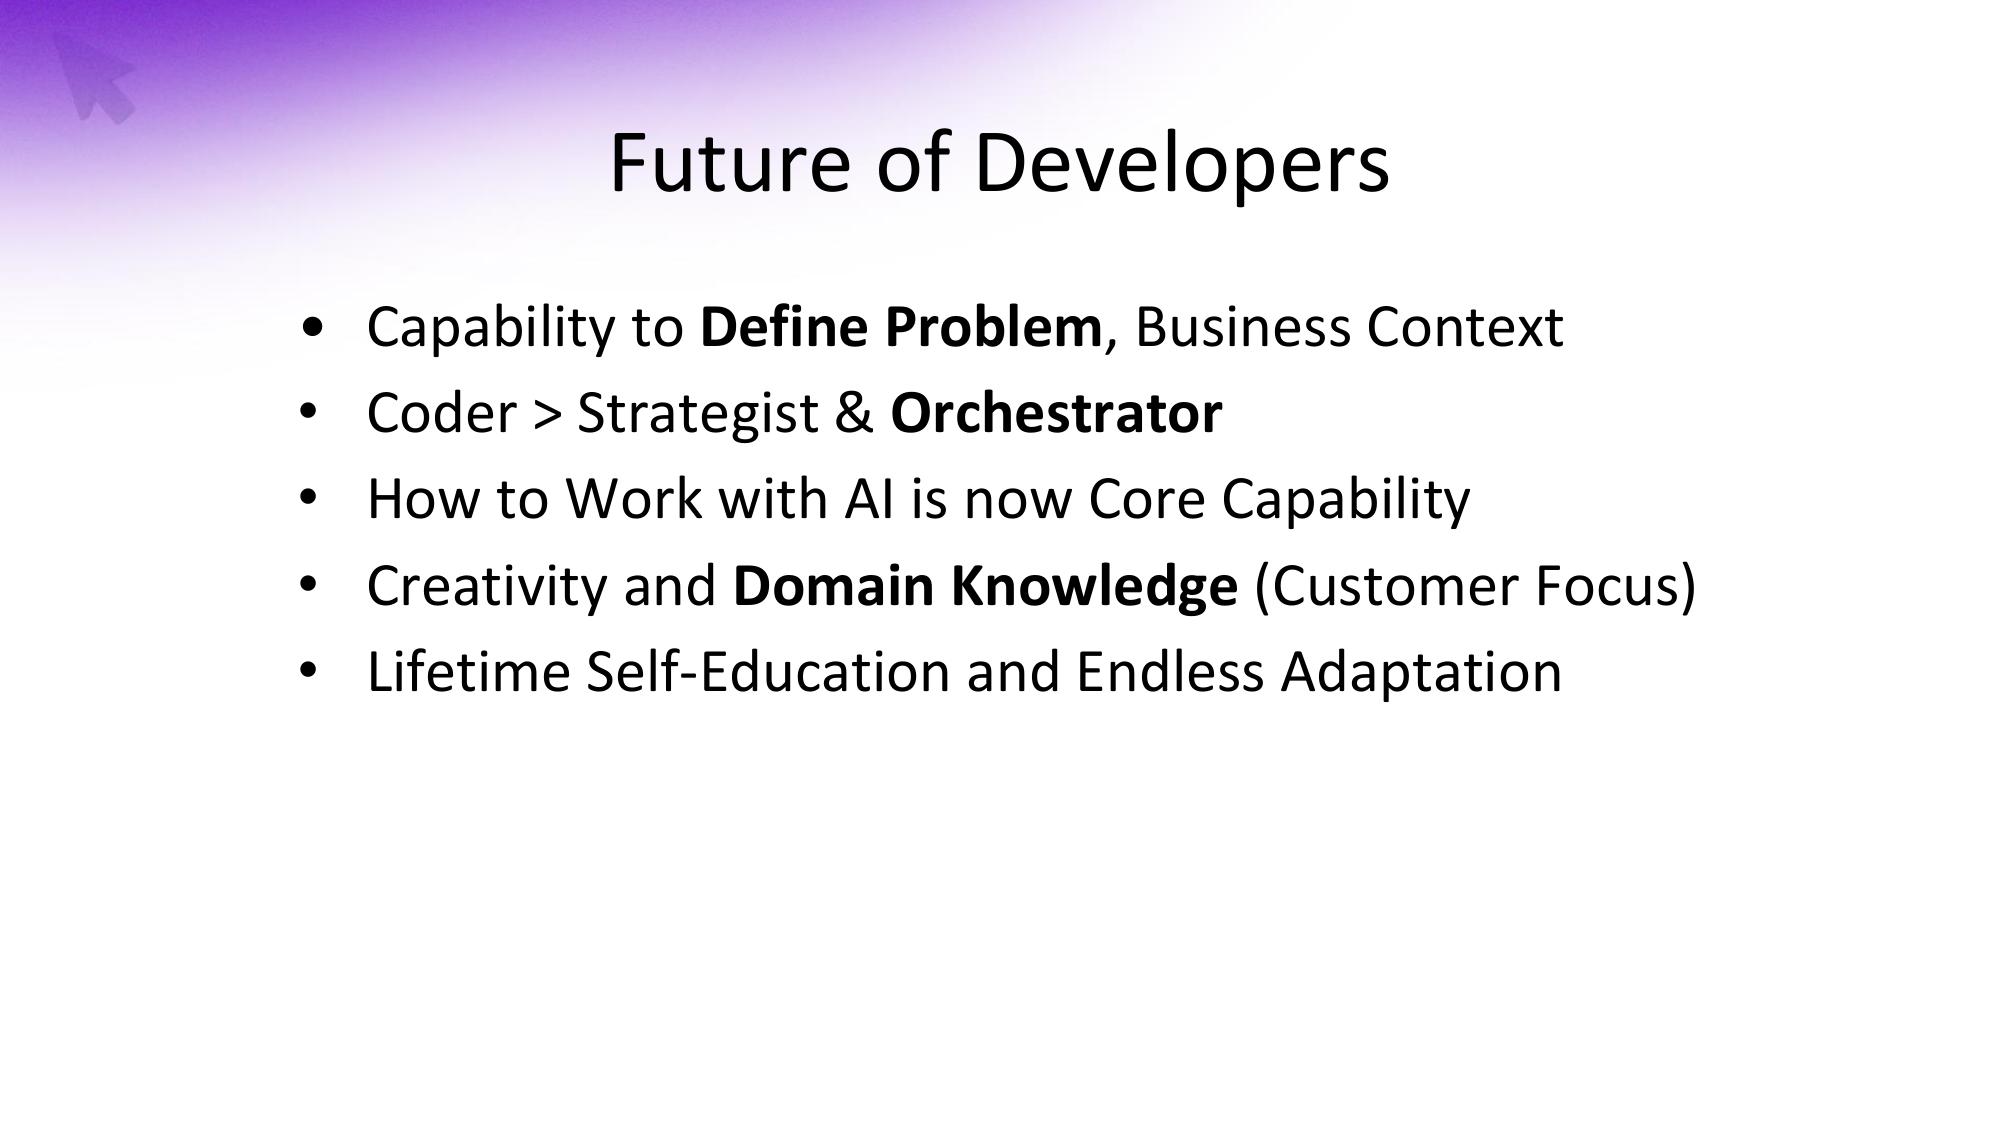 Future of Developers
• Capability to Define Problem, Business Context
• Coder > Strategist & Orchestrator
• How to Work with AI is now Core Capability
• Creativity and Domain Knowledge (Customer Focus)
• Lifetime Self-Education and Endless Adaptation